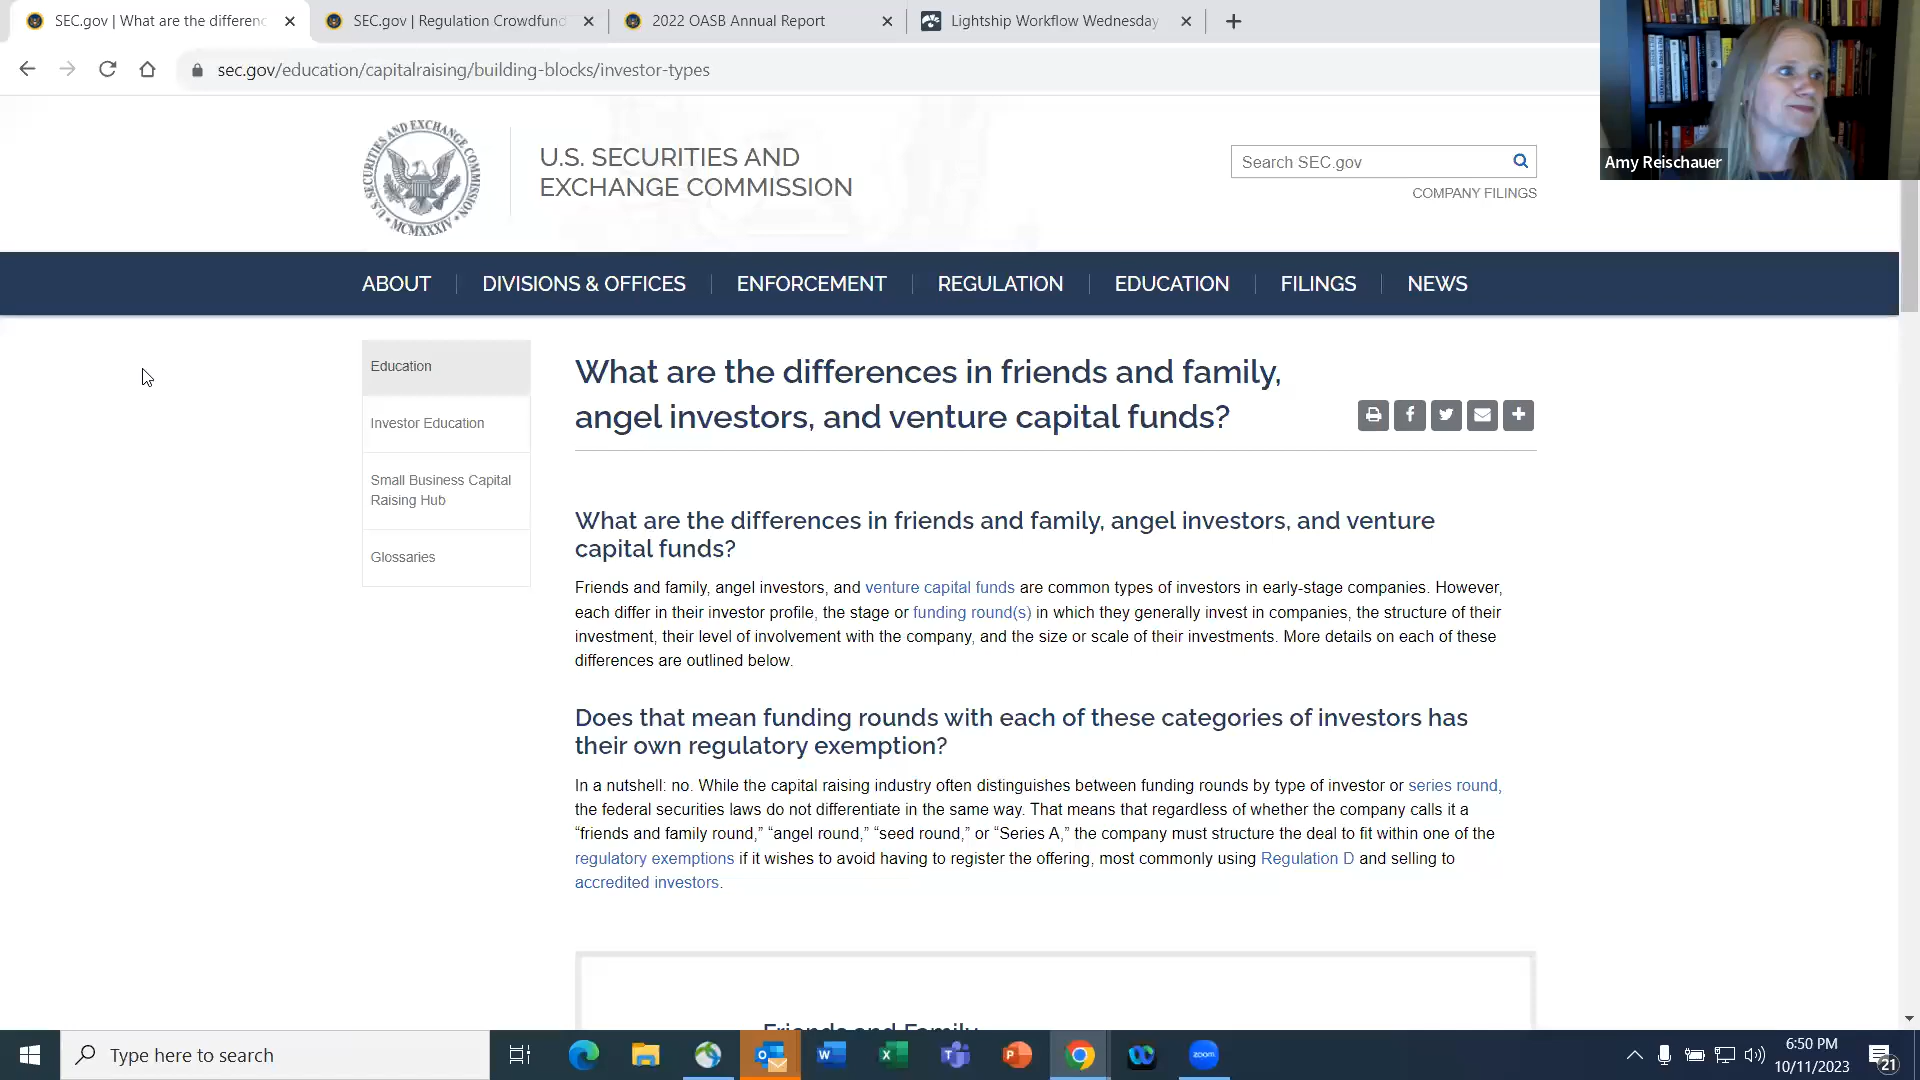 SEC.gov | What are the differenc
SEC.gov | Regulation Crowdfund
2022 OASB Annual Report
Lightship Workflow Wednesday
sec.gov/education/capitalraising/building-blocks/investor-types
Amy Reischauer
U.S. SECURITIES AND EXCHANGE COMMISSION
MCMXXXIV
U.S. SECURITIES AND
EXCHANGE COMMISSION
Search SEC.gov
COMPANY FILINGS
ABOUT
DIVISIONS & OFFICES
ENFORCEMENT
REGULATION
EDUCATION
FILINGS
NEWS
Education
Investor Education
Small Business Capital
Raising Hub
Glossaries
What are the differences in friends and family,
angel investors, and venture capital funds?
What are the differences in friends and family, angel investors, and venture
capital funds?
Friends and family, angel investors, and venture capital funds are common types of investors in early-stage companies. However,
each differ in their investor profile, the stage or funding round(s) in which they generally invest in companies, the structure of their
investment, their level of involvement with the company, and the size or scale of their investments. More details on each of these
differences are outlined below.
Does that mean funding rounds with each of these categories of investors has
their own regulatory exemption?
In a nutshell: no. While the capital raising industry often distinguishes between funding rounds by type of investor or series round,
the federal securities laws do not differentiate in the same way. That means that regardless of whether the company calls it a
“friends and family round,” “angel round,” “seed round,” or “Series A,” the company must structure the deal to fit within one of the
regulatory exemptions if it wishes to avoid having to register the offering, most commonly using Regulation D and selling to
accredited investors.
Friends and Family
Type here to search
zoom
6:50 PM
10/11/2023
21